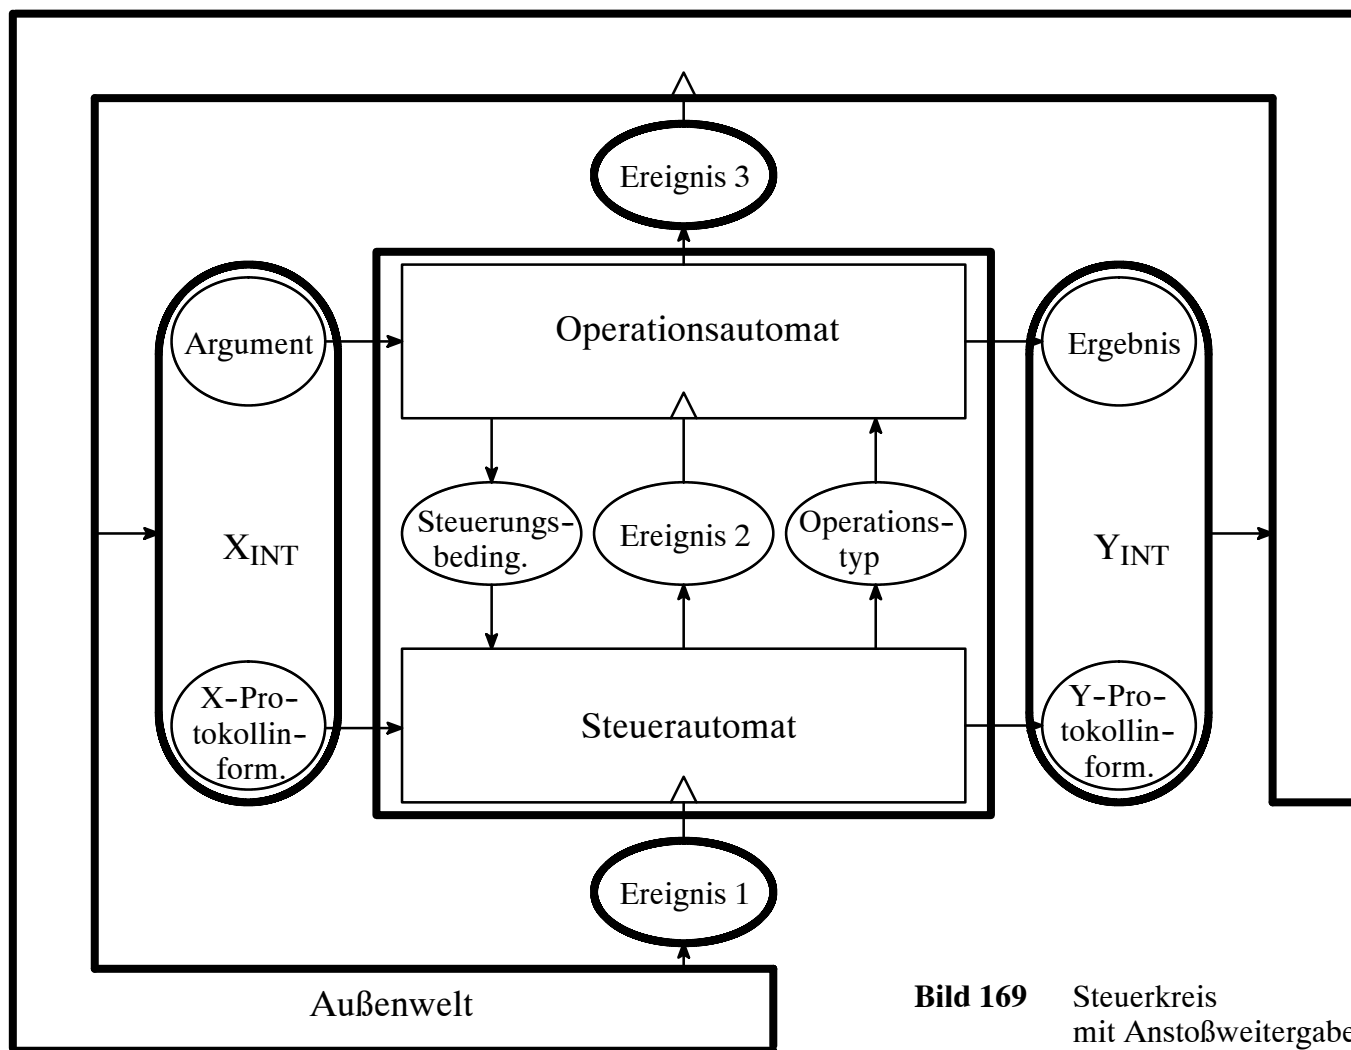 Ereignis 3
Argument
Operationsautomat
Ergebnis
Steuerungs-
beding.
Ereignis 2
Operations-
typ
XINT
YINT
X-Pro-
tokollin-
form.
Steuerautomat
Y-Pro-
tokollin-
form.
Ereignis 1
Außenwelt
Bild 169 Steuerkreis
mit Anstoßweitergabe